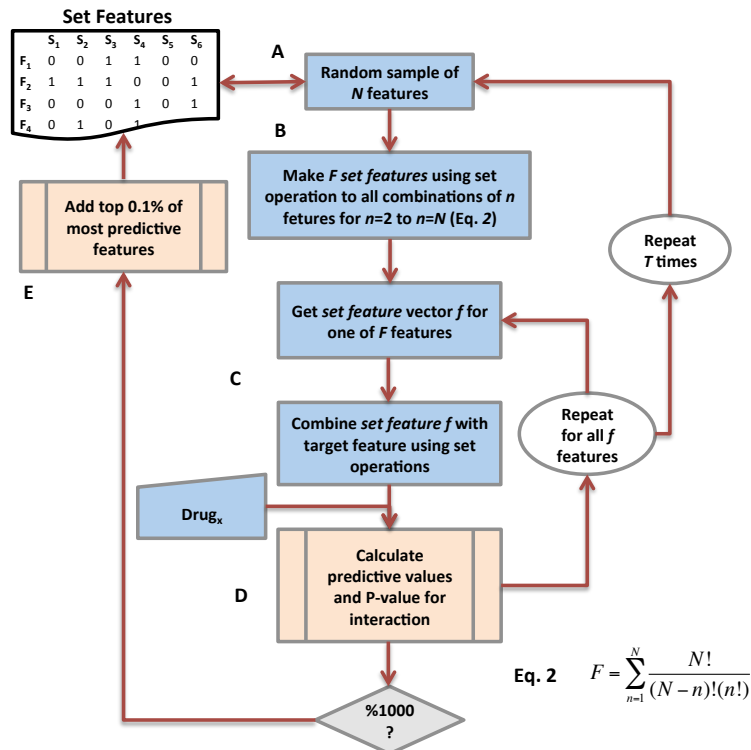 Set Features
S1 S2 S3 S4 S5 S6
F1 0 0 1 1 0 0
F2 1 1 1 0 0 1
F3 0 0 0 1 0 1
F4 0 1 0 1
A
Random sample of
N features
B
Make F set features using set
operation to all combinations of n
fetures for n=2 to n=N (Eq. 2)
Add top 0.1% of
most predictive
features
E
Repeat
T times
Get set feature vector f for
one of F features
C
Combine set feature f with
target feature using set
operations
Repeat
for all f
features
Drugx
D
Calculate
predictive values
and P-value for
interaction
Eq. 2 F = \sum_{n=1}^{N} \frac{N!}{(N-n)!(n!)}
%1000
?